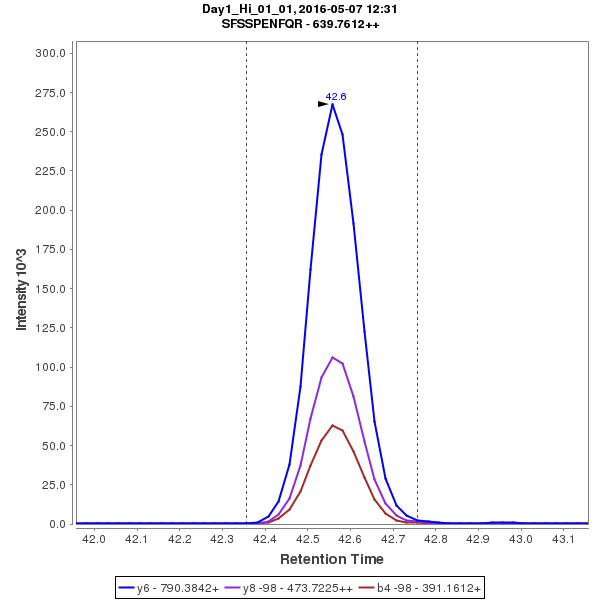 Day1_Hi_01_01, 2016-05-07 12:31
SFSSPENFQR - 639.7612++
300.0
275.0
250.0
225.0
200.0
175.0
150.0
125.0
100.0
75.0
50.0
25.0
0.0
Intensity 10^3
42.6
42.0 42.1 42.2 42.3 42.4 42.5 42.6 42.7 42.8 42.9 43.0 43.1
Retention Time
y6 - 790.3842+ y8 -98 - 473.7225++ b4 -98 - 391.1612+